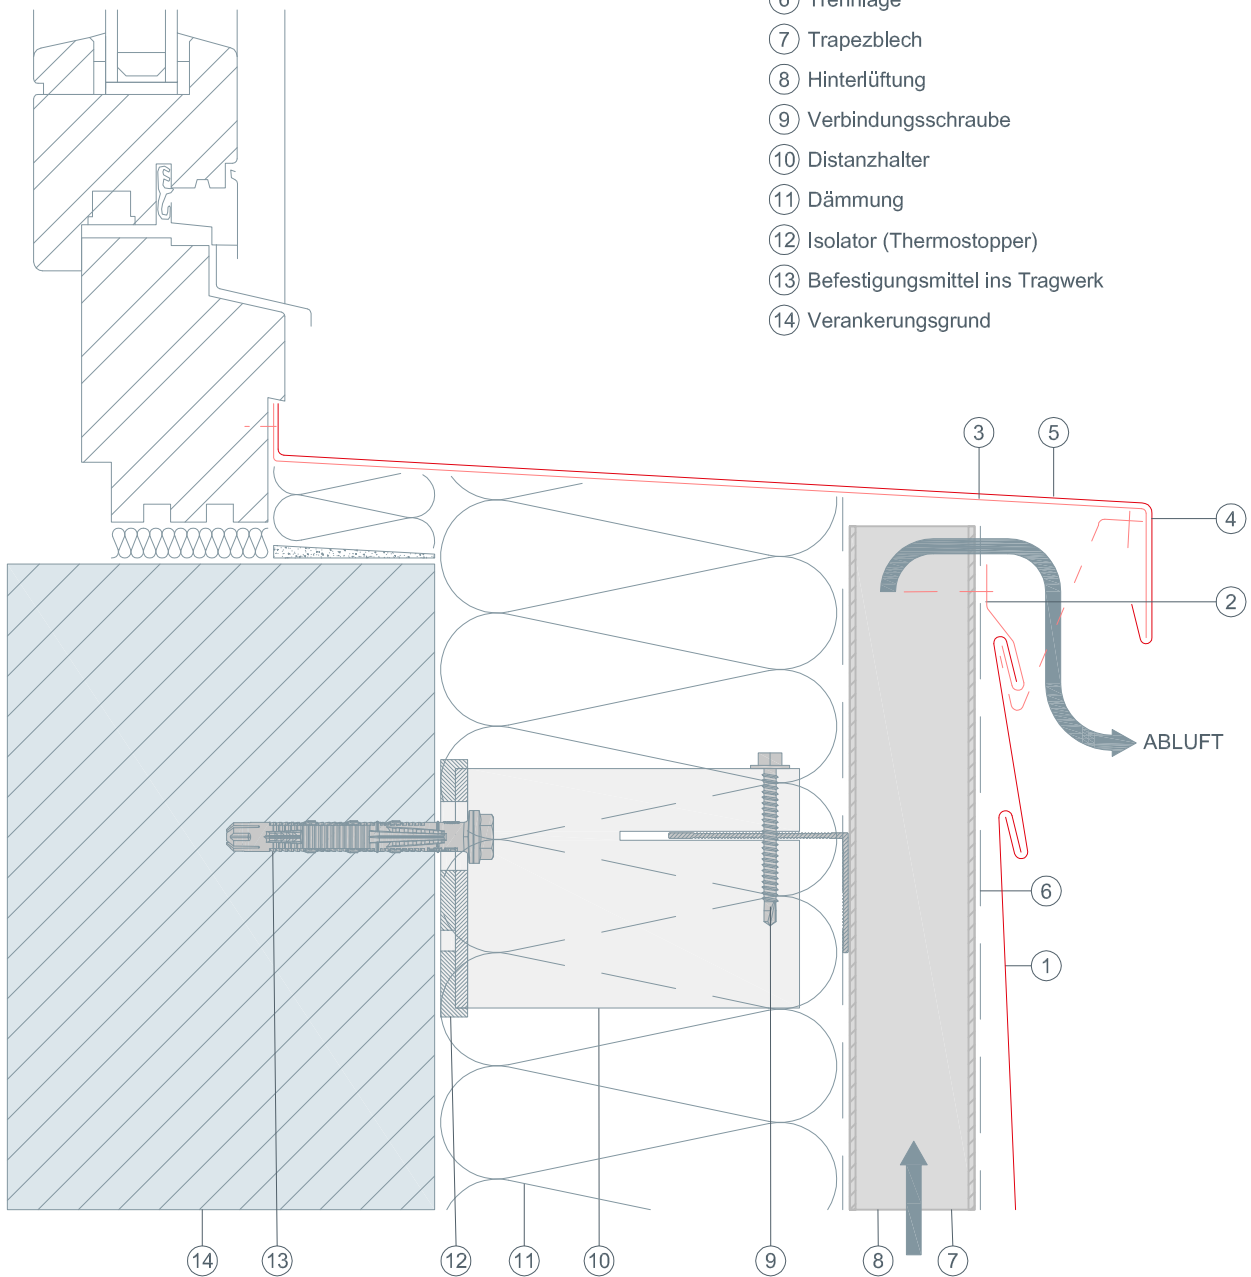 6 Trennlage
7 Trapezblech
8 Hinterlüftung
9 Verbindungsschraube
10 Distanzhalter
11 Dämmung
12 Isolator (Thermostopper)
13 Befestigungsmittel ins Tragwerk
14 Verankerungsgrund
3 5
4
2
ABLUFT
6
1
14 13 12 11 10 9 8 7